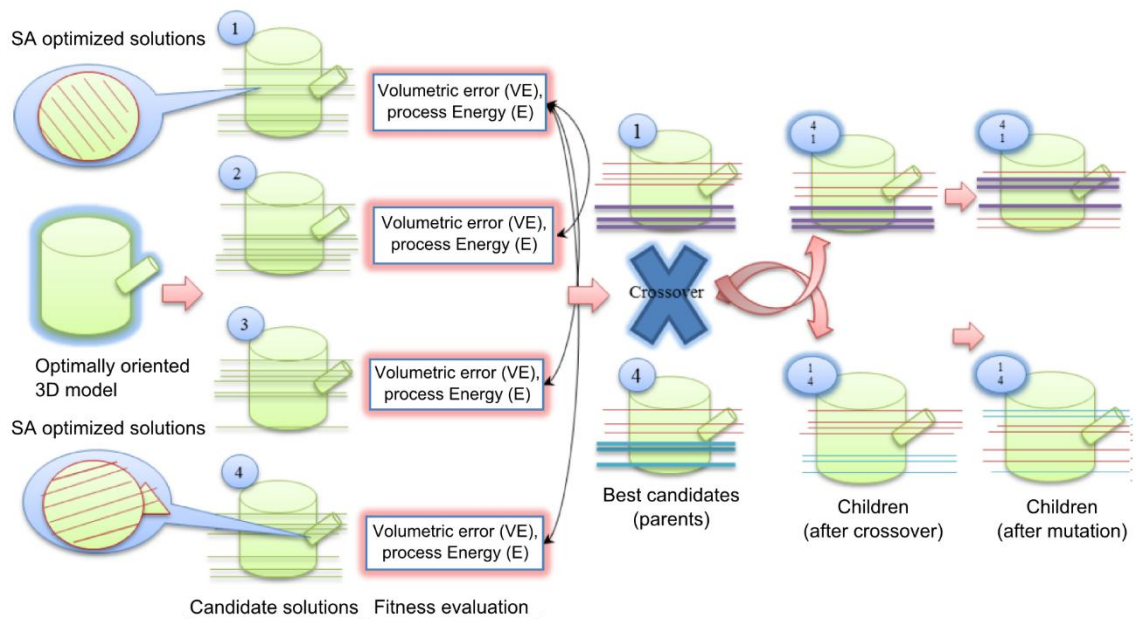 SA optimized solutions
1
Volumetric error (VE),
process Energy (E)
2
Volumetric error (VE),
process Energy (E)
Optimally oriented
3D model
3
Volumetric error (VE),
process Energy (E)
SA optimized solutions
4
Volumetric error (VE),
process Energy (E)
Candidate solutions
Fitness evaluation
1
Crossover
4
Best candidates
(parents)
4
1
1
4
Children
(after crossover)
4
1
1
4
Children
(after mutation)